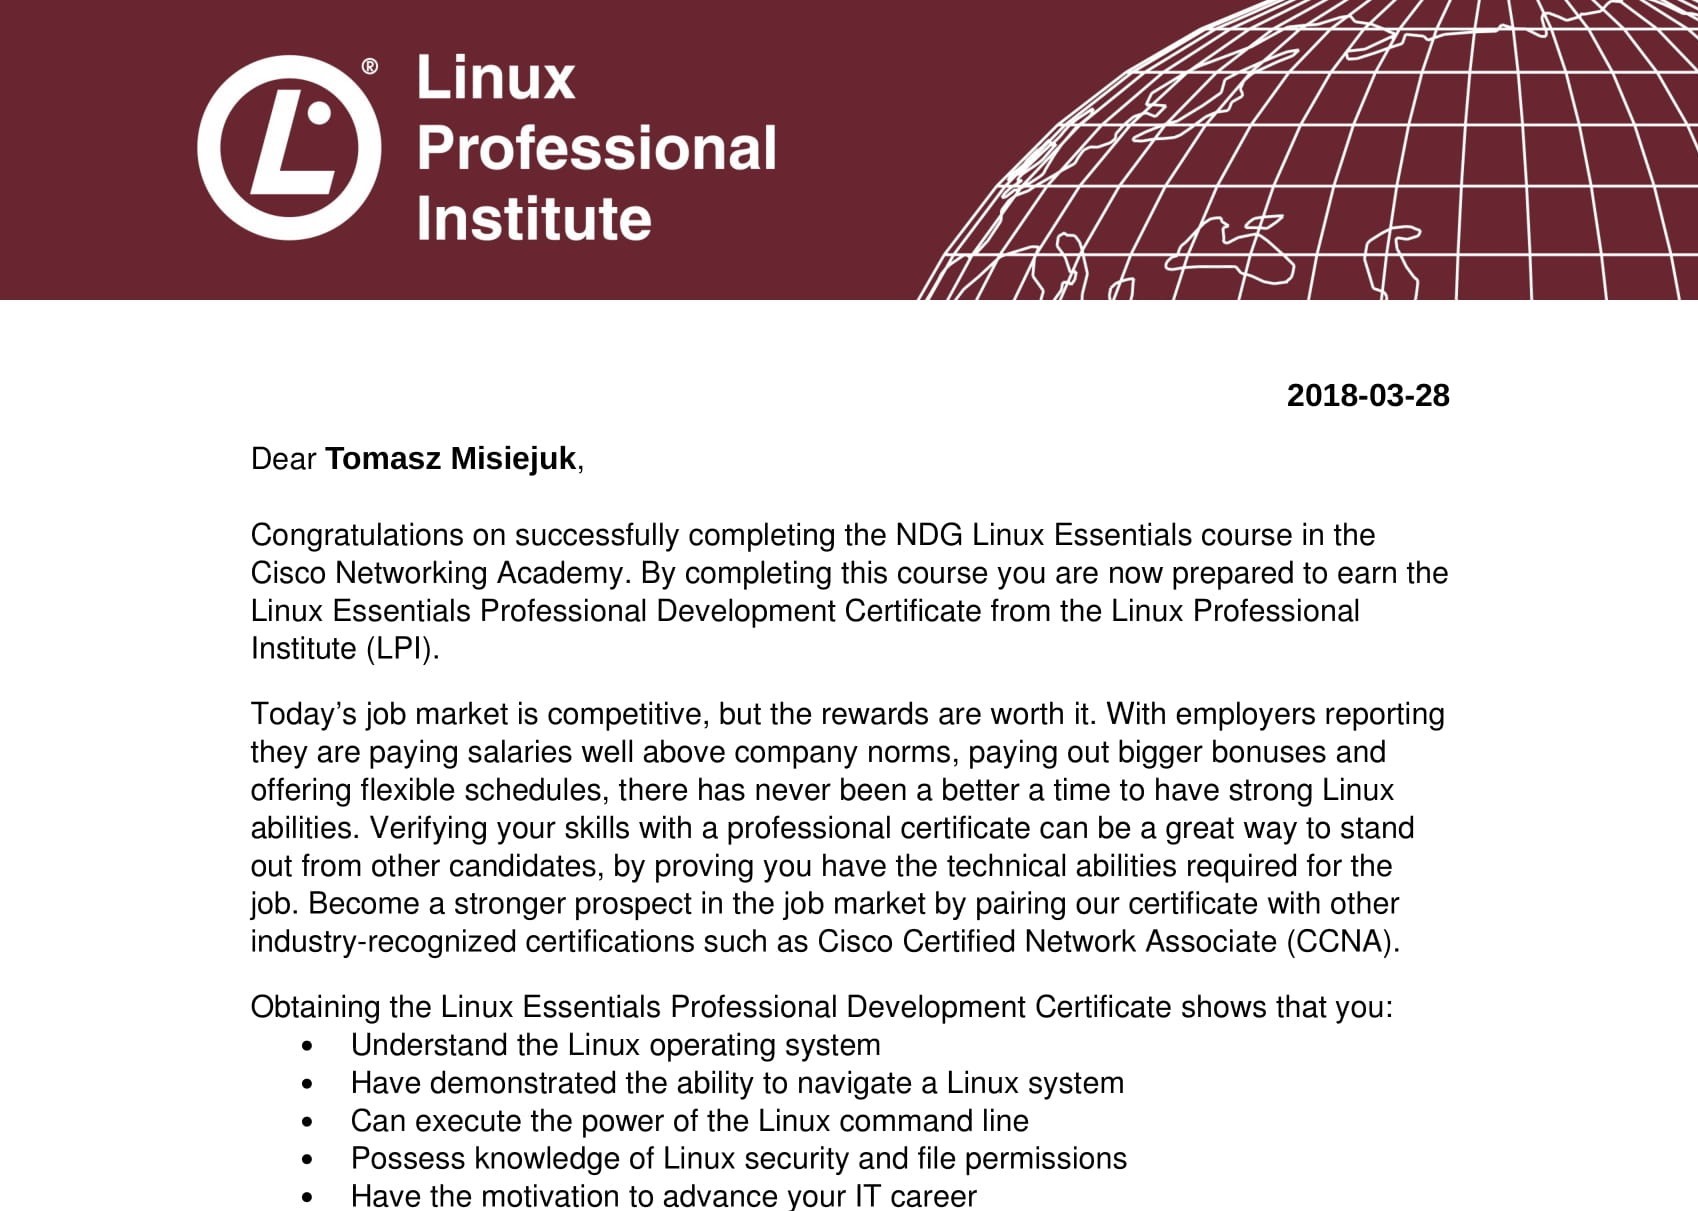 Linux
Professional
Institute
®
2018-03-28
Dear Tomasz Misiejuk,
Congratulations on successfully completing the NDG Linux Essentials course in the
Cisco Networking Academy. By completing this course you are now prepared to earn the
Linux Essentials Professional Development Certificate from the Linux Professional
Institute (LPI).
Today’s job market is competitive, but the rewards are worth it. With employers reporting
they are paying salaries well above company norms, paying out bigger bonuses and
offering flexible schedules, there has never been a better a time to have strong Linux
abilities. Verifying your skills with a professional certificate can be a great way to stand
out from other candidates, by proving you have the technical abilities required for the
job. Become a stronger prospect in the job market by pairing our certificate with other
industry-recognized certifications such as Cisco Certified Network Associate (CCNA).
Obtaining the Linux Essentials Professional Development Certificate shows that you:
• Understand the Linux operating system
• Have demonstrated the ability to navigate a Linux system
• Can execute the power of the Linux command line
• Possess knowledge of Linux security and file permissions
• Have the motivation to advance your IT career